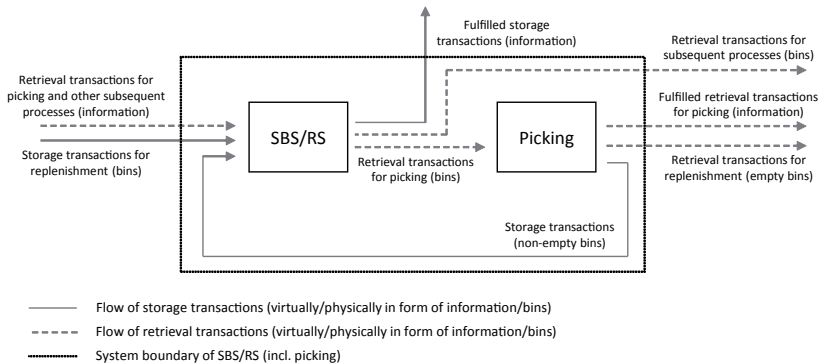 Fulfilled storage
transactions (information)
Retrieval transactions for
subsequent processes (bins)
Retrieval transactions for
picking and other subsequent
processes (information)
Fulfilled retrieval transactions
for picking (information)
SBS/RS
Picking
Storage transactions for
replenishment (bins)
Retrieval transactions
for picking (bins)
Retrieval transactions for
replenishment (empty bins)
Storage transactions
(non-empty bins)
Flow of storage transactions (virtually/physically in form of information/bins)
Flow of retrieval transactions (virtually/physically in form of information/bins)
System boundary of SBS/RS (incl. picking)